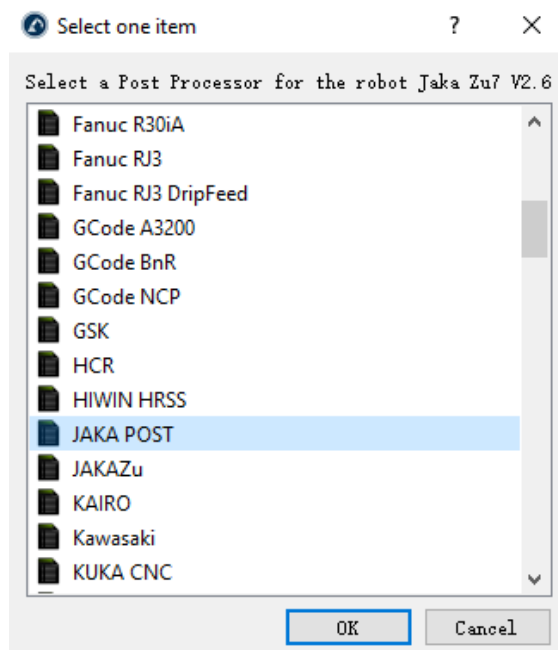 Select one item
?
Select a Post Processor for the robot Jaka Zu7 V2.6
Fanuc R30iA
Fanuc RJ3
Fanuc RJ3 DripFeed
GCode A3200
GCode BnR
GCode NCP
GSK
HCR
HIWIN HRSS
JAKA POST
JAKAZu
KAIRO
Kawasaki
KUKA CNC
OK
Cancel